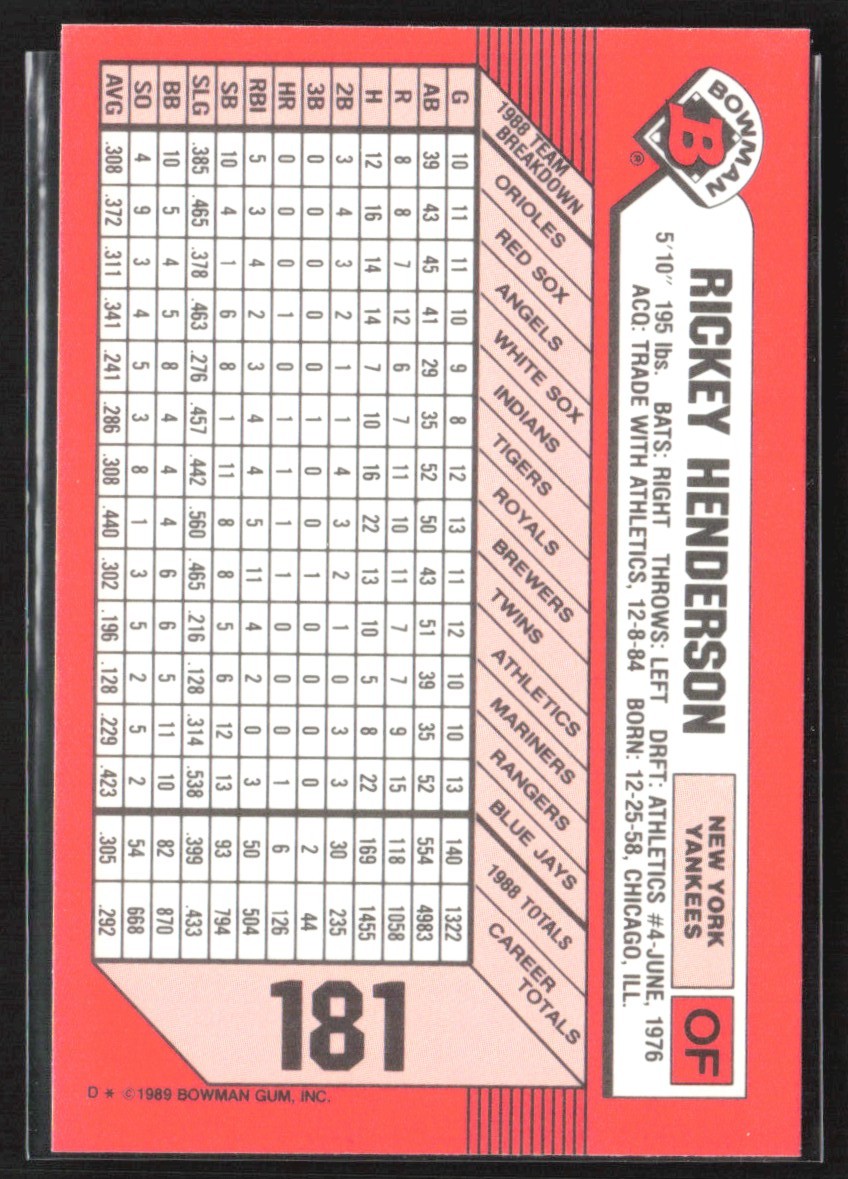 BOWMAN
B
®
RICKEY HENDERSON
NEW YORK
YANKEES
OF
5'10" 195 lbs. BATS: RIGHT THROWS: LEFT DRFT: ATHLETICS #4-JUNE, 1976
ACQ: TRADE WITH ATHLETICS, 12-8-84 BORN: 12-25-58, CHICAGO, ILL.
1988 TEAM
BREAKDOWN
ORIOLES
RED SOX
ANGELS
WHITE SOX
INDIANS
TIGERS
ROYALS
BREWERS
TWINS
ATHLETICS
MARINERS
RANGERS
BLUE JAYS
1988 TOTALS
CAREER
TOTALS
G 10 11 11 10 9 8 12 13 11 12 10 10 13 140 1322
AB 39 43 45 41 29 35 52 50 43 51 39 35 52 554 4983
R 8 8 7 12 6 7 11 10 11 7 7 9 15 118 1058
H 12 16 14 14 7 10 16 22 13 10 5 8 22 169 1455
2B 3 4 3 2 1 1 4 3 2 1 0 3 3 30 235
3B 0 0 0 0 0 1 0 0 1 0 0 0 0 2 44
HR 0 0 0 1 0 1 1 1 1 0 0 0 1 6 126
RBI 5 3 4 2 3 4 4 5 11 4 2 0 3 50 504
SB 10 4 1 6 8 1 11 8 8 5 6 12 13 93 794
SLG .385 .465 .378 .463 .276 .457 .442 .560 .465 .216 .128 .314 .538 .399 .433
BB 10 5 4 5 8 4 4 4 6 6 5 11 10 82 870
SO 4 9 3 4 5 3 8 1 3 5 2 5 2 54 668
AVG .308 .372 .311 .341 .241 .286 .308 .440 .302 .196 .128 .229 .423 .305 .292
181
D * ©1989 BOWMAN GUM, INC.